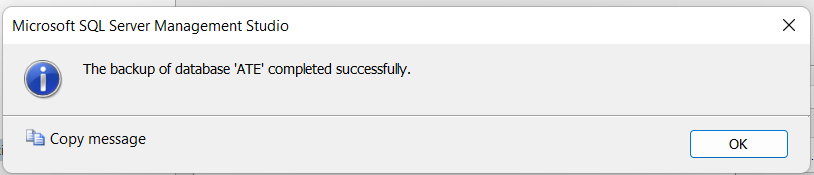 Microsoft SQL Server Management Studio
The backup of database 'ATE' completed successfully.
Copy message
OK